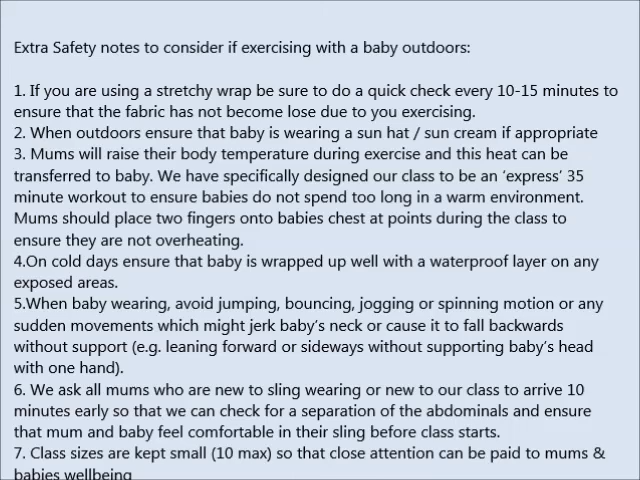 Extra Safety notes to consider if exercising with a baby outdoors:
1. If you are using a stretchy wrap be sure to do a quick check every 10-15 minutes to
ensure that the fabric has not become lose due to you exercising.
2. When outdoors ensure that baby is wearing a sun hat / sun cream if appropriate
3. Mums will raise their body temperature during exercise and this heat can be
transferred to baby. We have specifically designed our class to be an ‘express’ 35
minute workout to ensure babies do not spend too long in a warm environment.
Mums should place two fingers onto babies chest at points during the class to
ensure they are not overheating.
4.On cold days ensure that baby is wrapped up well with a waterproof layer on any
exposed areas.
5.When baby wearing, avoid jumping, bouncing, jogging or spinning motion or any
sudden movements which might jerk baby’s neck or cause it to fall backwards
without support (e.g. leaning forward or sideways without supporting baby’s head
with one hand).
6. We ask all mums who are new to sling wearing or new to our class to arrive 10
minutes early so that we can check for a separation of the abdominals and ensure
that mum and baby feel comfortable in their sling before class starts.
7. Class sizes are kept small (10 max) so that close attention can be paid to mums &
babies wellbeing